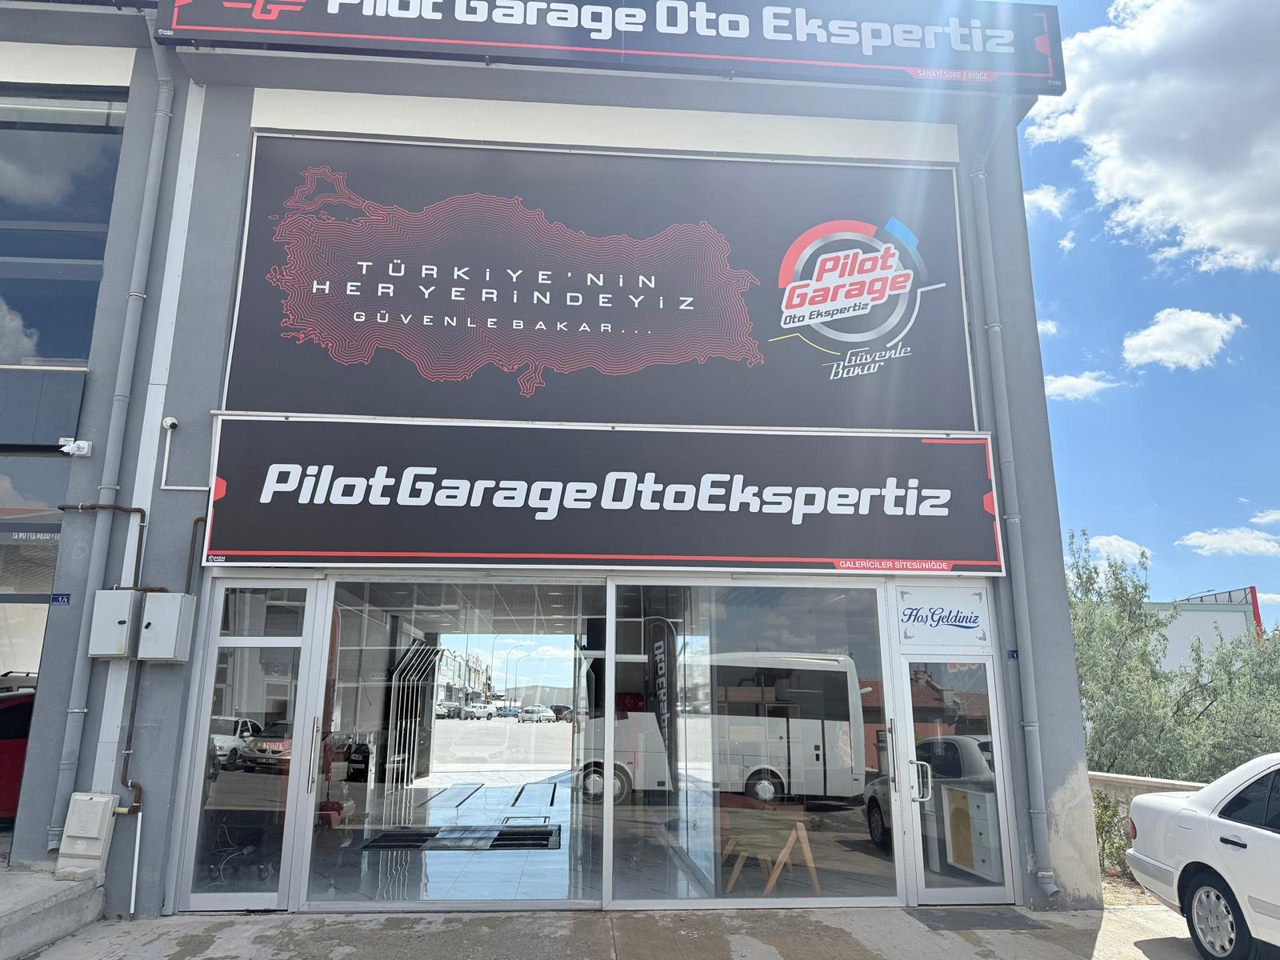 Pilot Garage Oto Ekspertiz
SANAYİ ŞUBE / NİĞDE
TÜRKİYE'NİN
HER YERİNDEYİZ
GÜVENLE BAKAR...
Pilot
Garage
Oto Ekspertiz
Güvenle
Bakar
PilotGarageOtoEkspertiz
GALERİCİLER SİTESİ/NİĞDE
Hoş Geldiniz